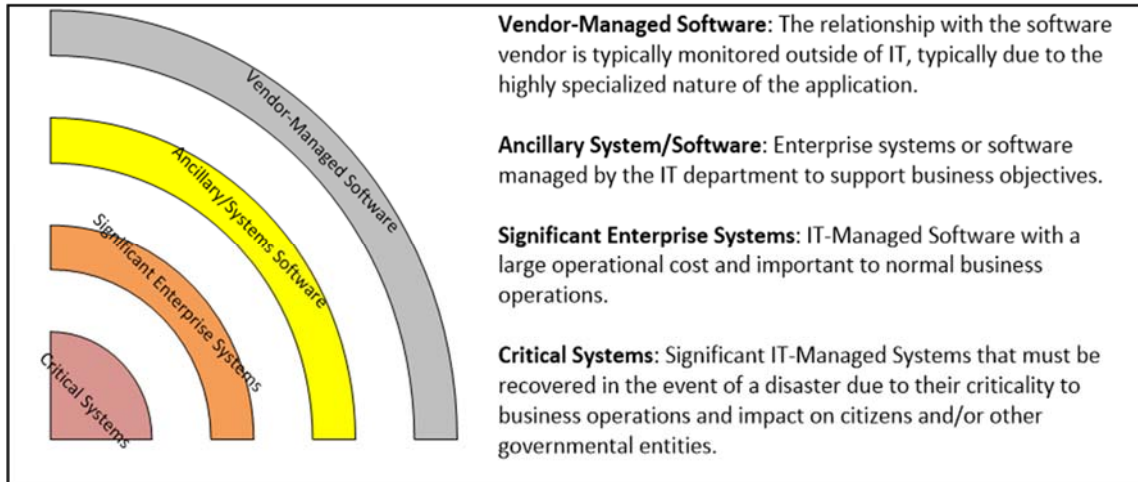 Vendor-Managed Software
Ancillary/Systems Software
Significant Enterprise Systems
Critical Systems
Vendor-Managed Software: The relationship with the software
vendor is typically monitored outside of IT, typically due to the
highly specialized nature of the application.
Ancillary System/Software: Enterprise systems or software
managed by the IT department to support business objectives.
Significant Enterprise Systems: IT-Managed Software with a
large operational cost and important to normal business
operations.
Critical Systems: Significant IT-Managed Systems that must be
recovered in the event of a disaster due to their criticality to
business operations and impact on citizens and/or other
governmental entities.